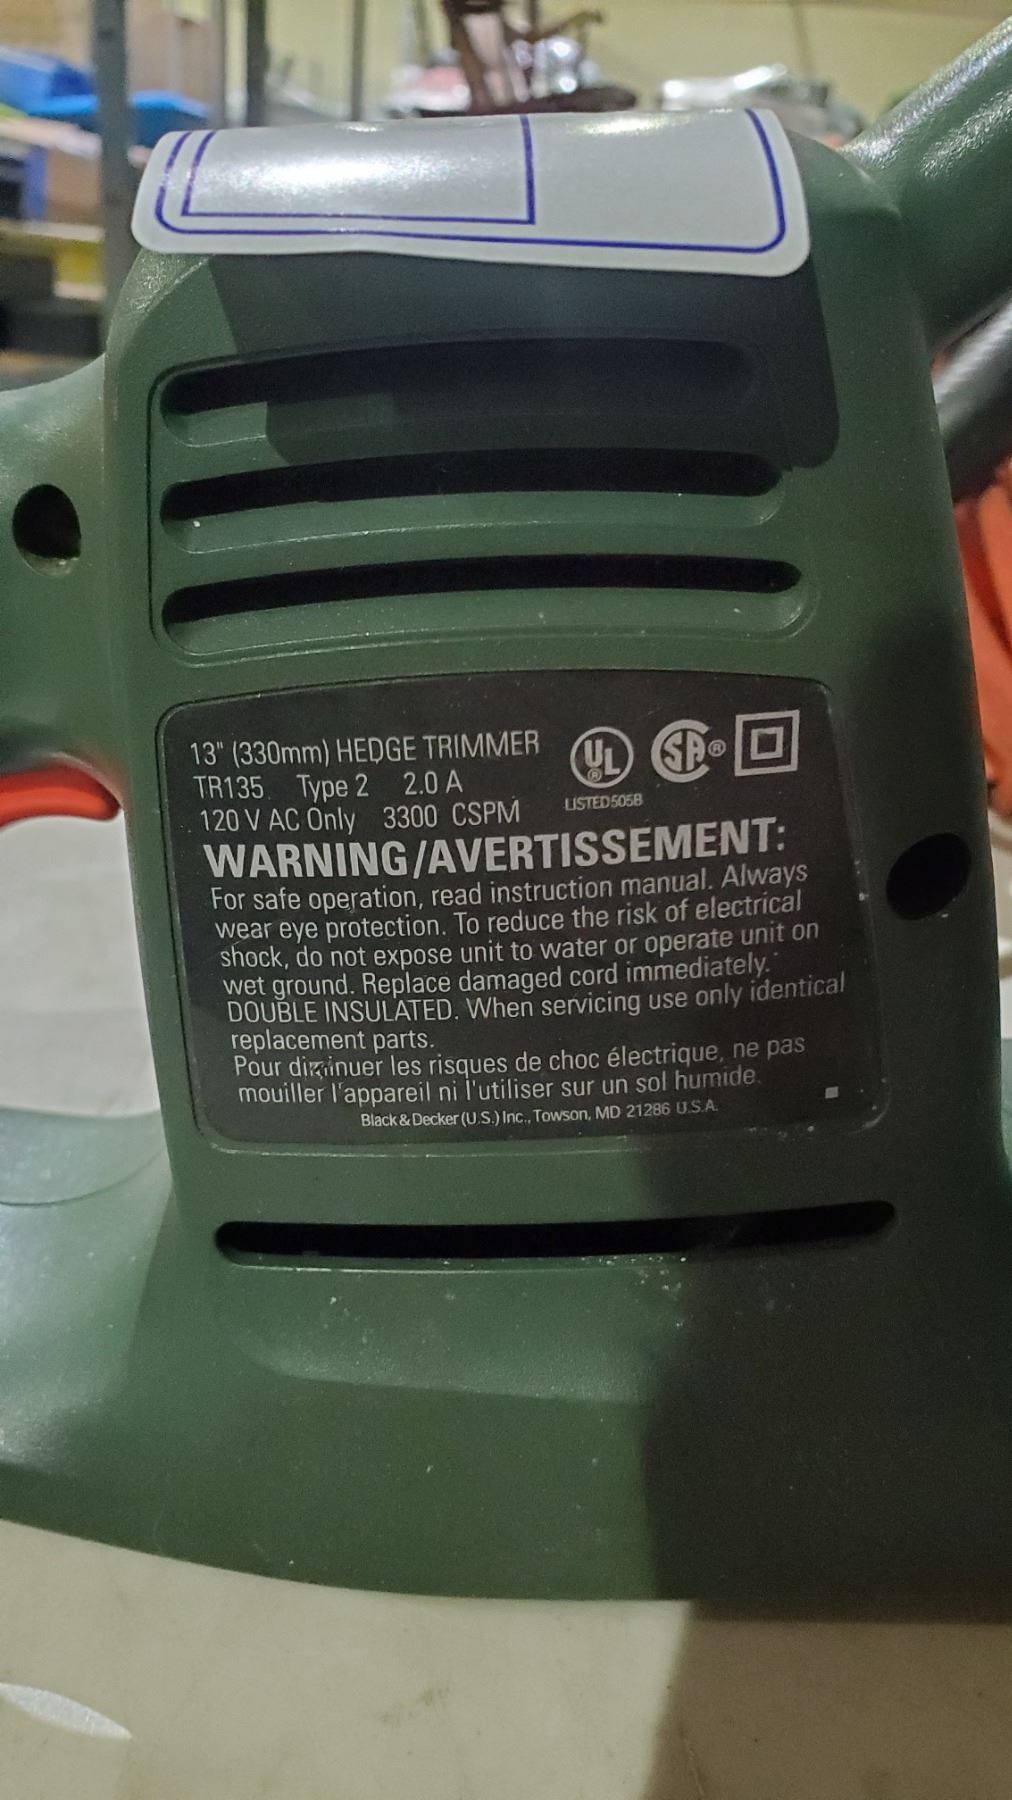 13" (330mm) HEDGE TRIMMER
TR135 Type 2 2.0 A
120 V AC Only 3300 CSPM
UL®
LISTED 505B
SA®
WARNING/AVERTISSEMENT:
For safe operation, read instruction manual. Always
wear eye protection. To reduce the risk of electrical
shock, do not expose unit to water or operate unit on
wet ground. Replace damaged cord immediately.
DOUBLE INSULATED. When servicing use only identical
replacement parts.
Pour diminuer les risques de choc électrique, ne pas
mouiller l'appareil ni l'utiliser sur un sol humide.
Black & Decker (U.S.) Inc., Towson, MD 21286 U.S.A.